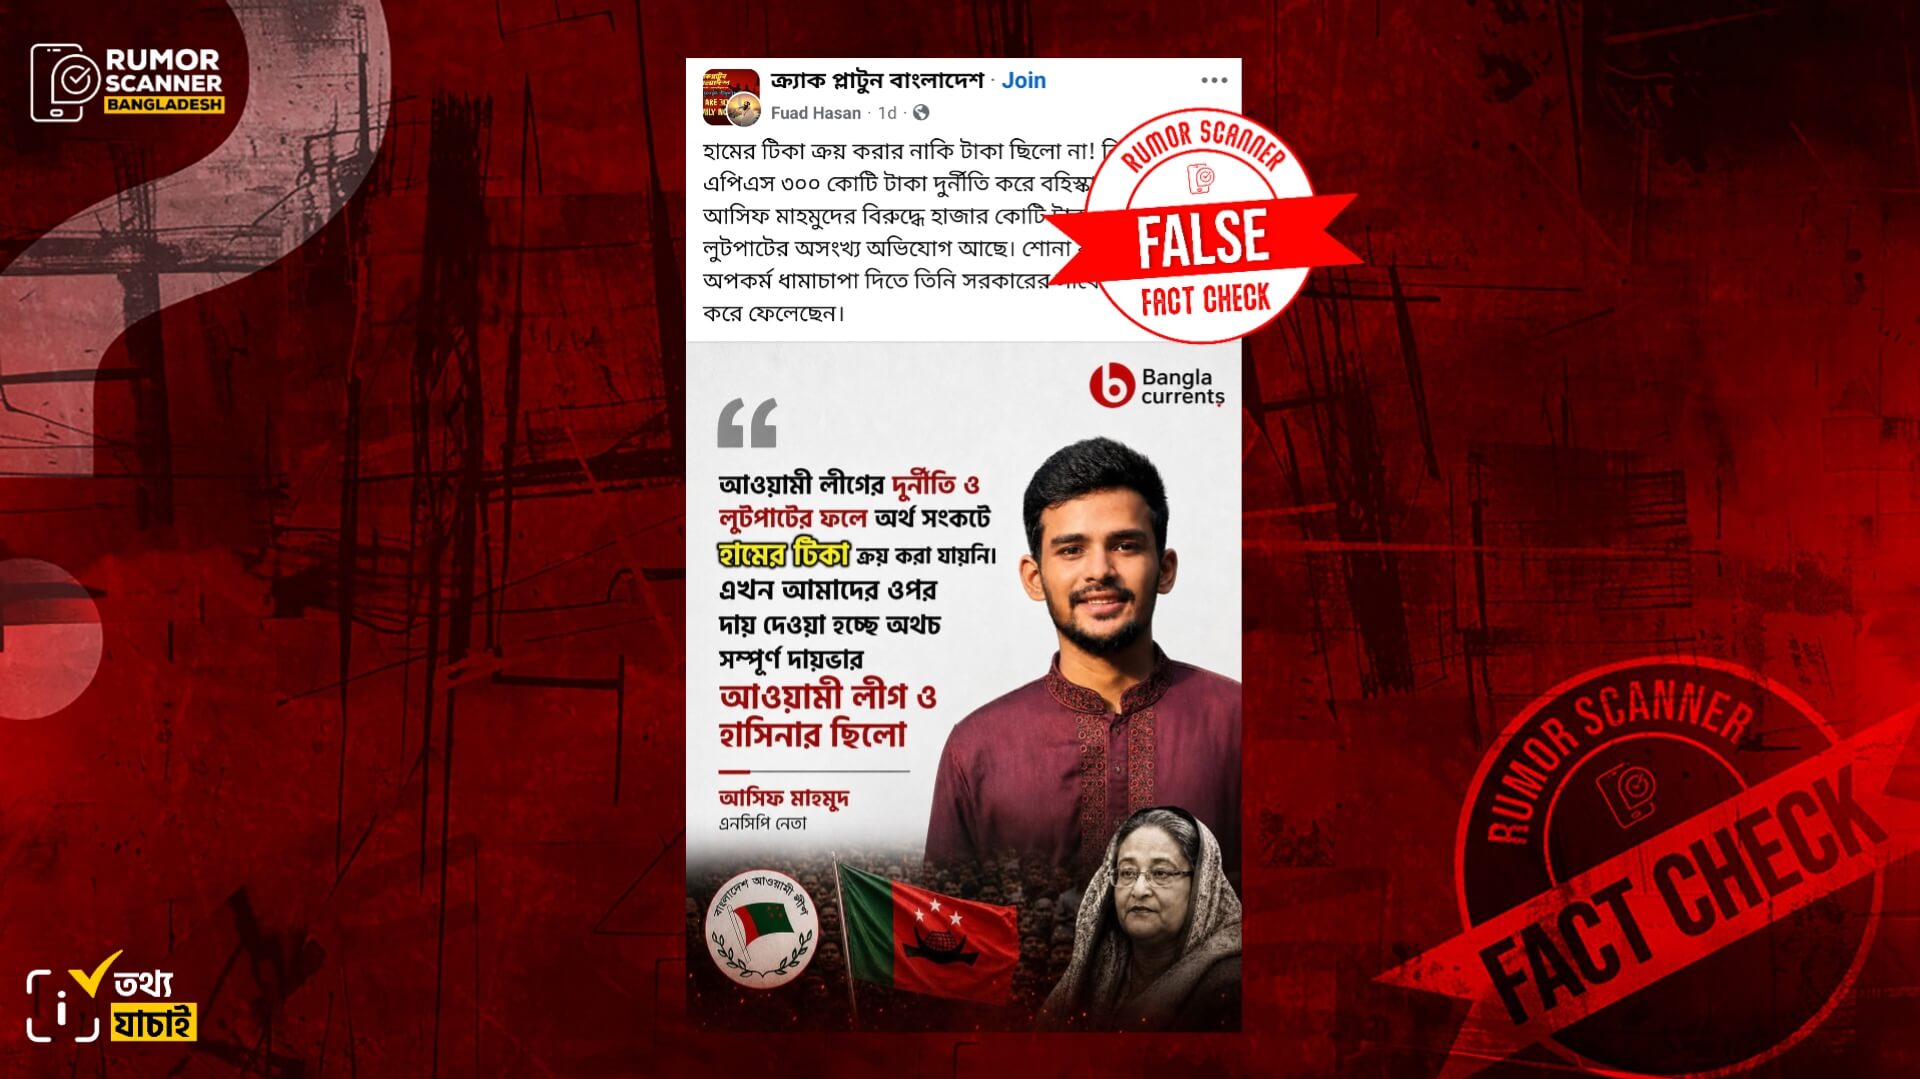 RUMOR
SCANNER
BANGLADESH
ক্র্যাক প্লাটুন বাংলাদেশ · Join
Fuad Hasan · 1d ·
হামের টিকা ক্রয় করার নাকি টাকা ছিলো না!
এপিএস ৩০০ কোটি টাকা দুর্নীতি করে
আসিফ মাহমুদের বিরুদ্ধে হাজার কোটি
লুটপাটের অসংখ্য অভিযোগ আছে। শোনা
অপকর্ম ধামাচাপা দিতে তিনি সরকারের
করে ফেলেছেন।
RUMOR SCANNER
FALSE
FACT CHECK
Bangla
currents
“
আওয়ামী লীগের দুর্নীতি ও
লুটপাটের ফলে অর্থ সংকটে
হামের টিকা ক্রয় করা যায়নি।
এখন আমাদের ওপর
দায় দেওয়া হচ্ছে অথচ
সম্পূর্ণ দায়ভার
আওয়ামী লীগ ও
হাসিনার ছিলো
আসিফ মাহমুদ
এনসিপি নেতা
বাংলাদেশ আওয়ামী লীগ
RUMOR SCANNER
FACT CHECK
তথ্য
যাচাই